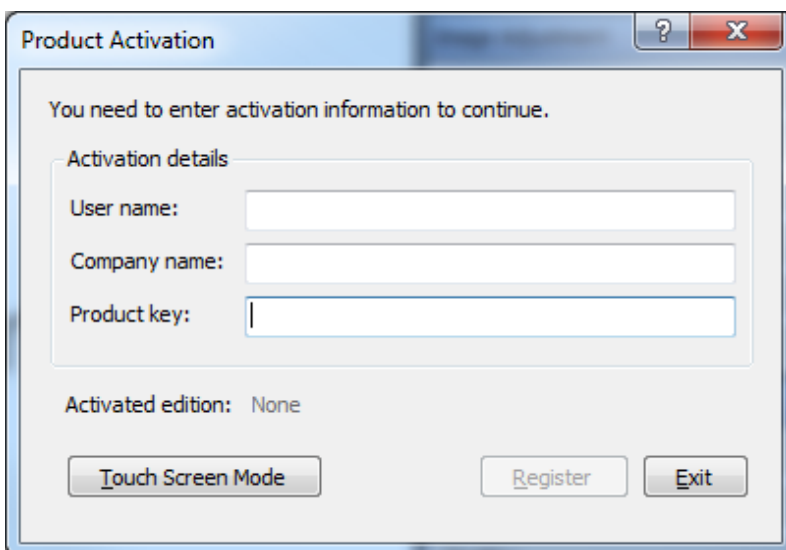 Product Activation
You need to enter activation information to continue.
Activation details
User name:
Company name:
Product key:
Activated edition: None
Touch Screen Mode Register Exit